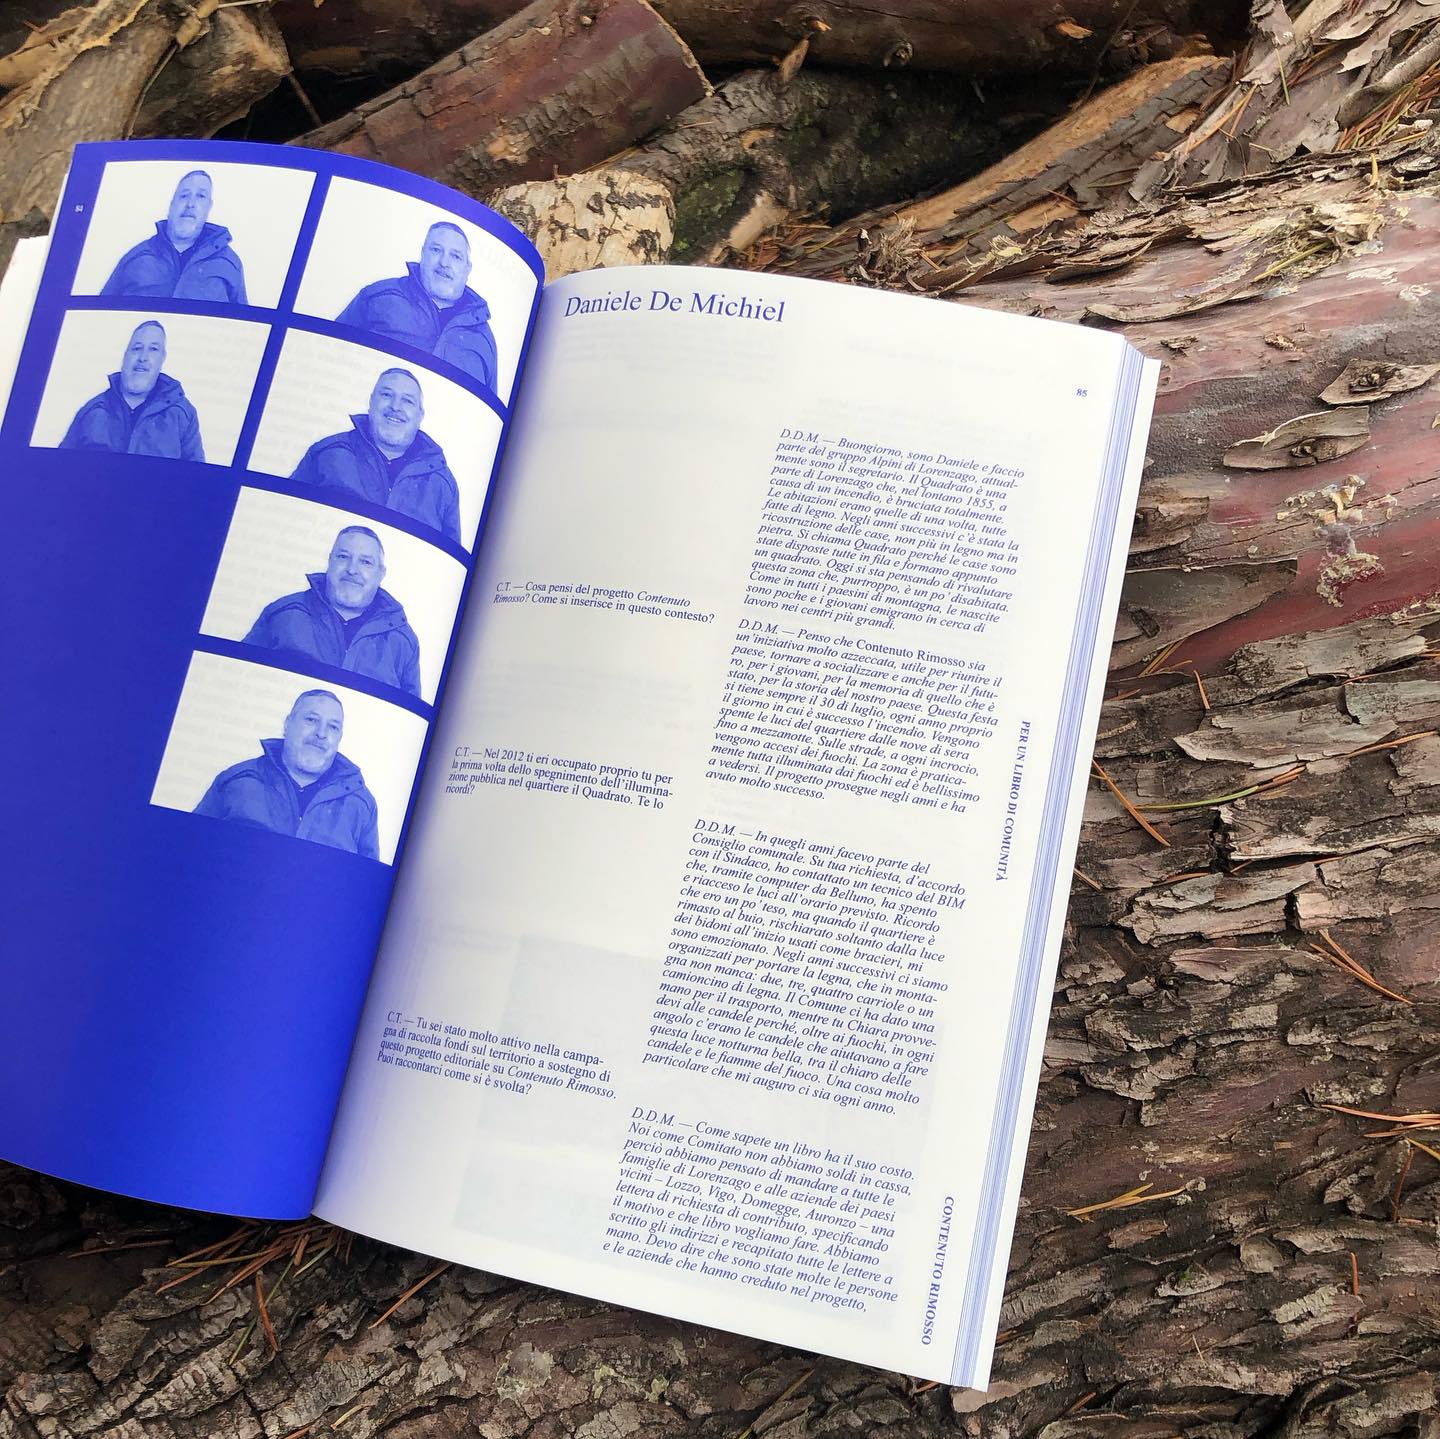 84
Daniele De Michiel
85
D.D.M. — Buongiorno, sono Daniele e faccio
parte del gruppo Alpini di Lorenzago, attual-
mente sono il segretario. Il Quadrato è una
parte di Lorenzago che, nel lontano 1855, a
causa di un incendio, è bruciata totalmente.
Le abitazioni erano quelle di una volta, tutte
fatte di legno. Negli anni successivi c'è stata la
ricostruzione delle case, non più in legno ma in
pietra. Si chiama Quadrato perché le case sono
state disposte tutte in fila e formano appunto
un quadrato. Oggi si sta pensando di rivalutare
questa zona che, purtroppo, è un po' disabitata.
Come in tutti i paesini di montagna, le nascite
sono poche e i giovani emigrano in cerca di
lavoro nei centri più grandi.
C.T. — Cosa pensi del progetto Contenuto
Rimosso? Come si inserisce in questo contesto?
D.D.M. — Penso che Contenuto Rimosso sia
un'iniziativa molto azzeccata, utile per riunire il
paese, tornare a socializzare e anche per il futu-
ro, per i giovani, per la memoria di quello che è
stato, per la storia del nostro paese. Questa festa
si tiene sempre il 30 di luglio, ogni anno proprio
il giorno in cui è successo l'incendio. Vengono
spente le luci del quartiere dalle nove di sera
fino a mezzanotte. Sulle strade, a ogni incrocio,
vengono accesi dei fuochi. La zona è pratica-
mente tutta illuminata dai fuochi ed è bellissimo
a vedersi. Il progetto prosegue negli anni e ha
avuto molto successo.
C.T. — Nel 2012 ti eri occupato proprio tu per
la prima volta dello spegnimento dell'illumina-
zione pubblica nel quartiere il Quadrato. Te lo
ricordi?
D.D.M. — In quegli anni facevo parte del
Consiglio comunale. Su tua richiesta, d'accordo
con il Sindaco, ho contattato un tecnico del BIM
che, tramite computer da Belluno, ha spento
e riacceso le luci all'orario previsto. Ricordo
che ero un po' teso, ma quando il quartiere è
rimasto al buio, rischiarato soltanto dalla luce
dei bidoni all'inizio usati come bracieri, mi
sono emozionato. Negli anni successivi ci siamo
organizzati per portare la legna, che in monta-
gna non manca: due, tre, quattro carriole o un
camioncino di legna. Il Comune ci ha dato una
mano per il trasporto, mentre tu Chiara provve-
devi alle candele perché, oltre ai fuochi, in ogni
angolo c'erano le candele che aiutavano a fare
questa luce notturna bella, tra il chiaro delle
candele e le fiamme del fuoco. Una cosa molto
particolare che mi auguro ci sia ogni anno.
C.T. — Tu sei stato molto attivo nella campa-
gna di raccolta fondi sul territorio a sostegno di
questo progetto editoriale su Contenuto Rimosso.
Puoi raccontarci come si è svolta?
D.D.M. — Come sapete un libro ha il suo costo.
Noi come Comitato non abbiamo soldi in cassa,
perciò abbiamo pensato di mandare a tutte le
famiglie di Lorenzago e alle aziende dei paesi
vicini – Lozzo, Vigo, Domegge, Auronzo – una
lettera di richiesta di contributo, specificando
il motivo e che libro vogliamo fare. Abbiamo
scritto gli indirizzi e recapitato tutte le lettere a
mano. Devo dire che sono state molte le persone
e le aziende che hanno creduto nel progetto,
PER UN LIBRO DI COMUNITÀ
CONTENUTO RIMOSSO